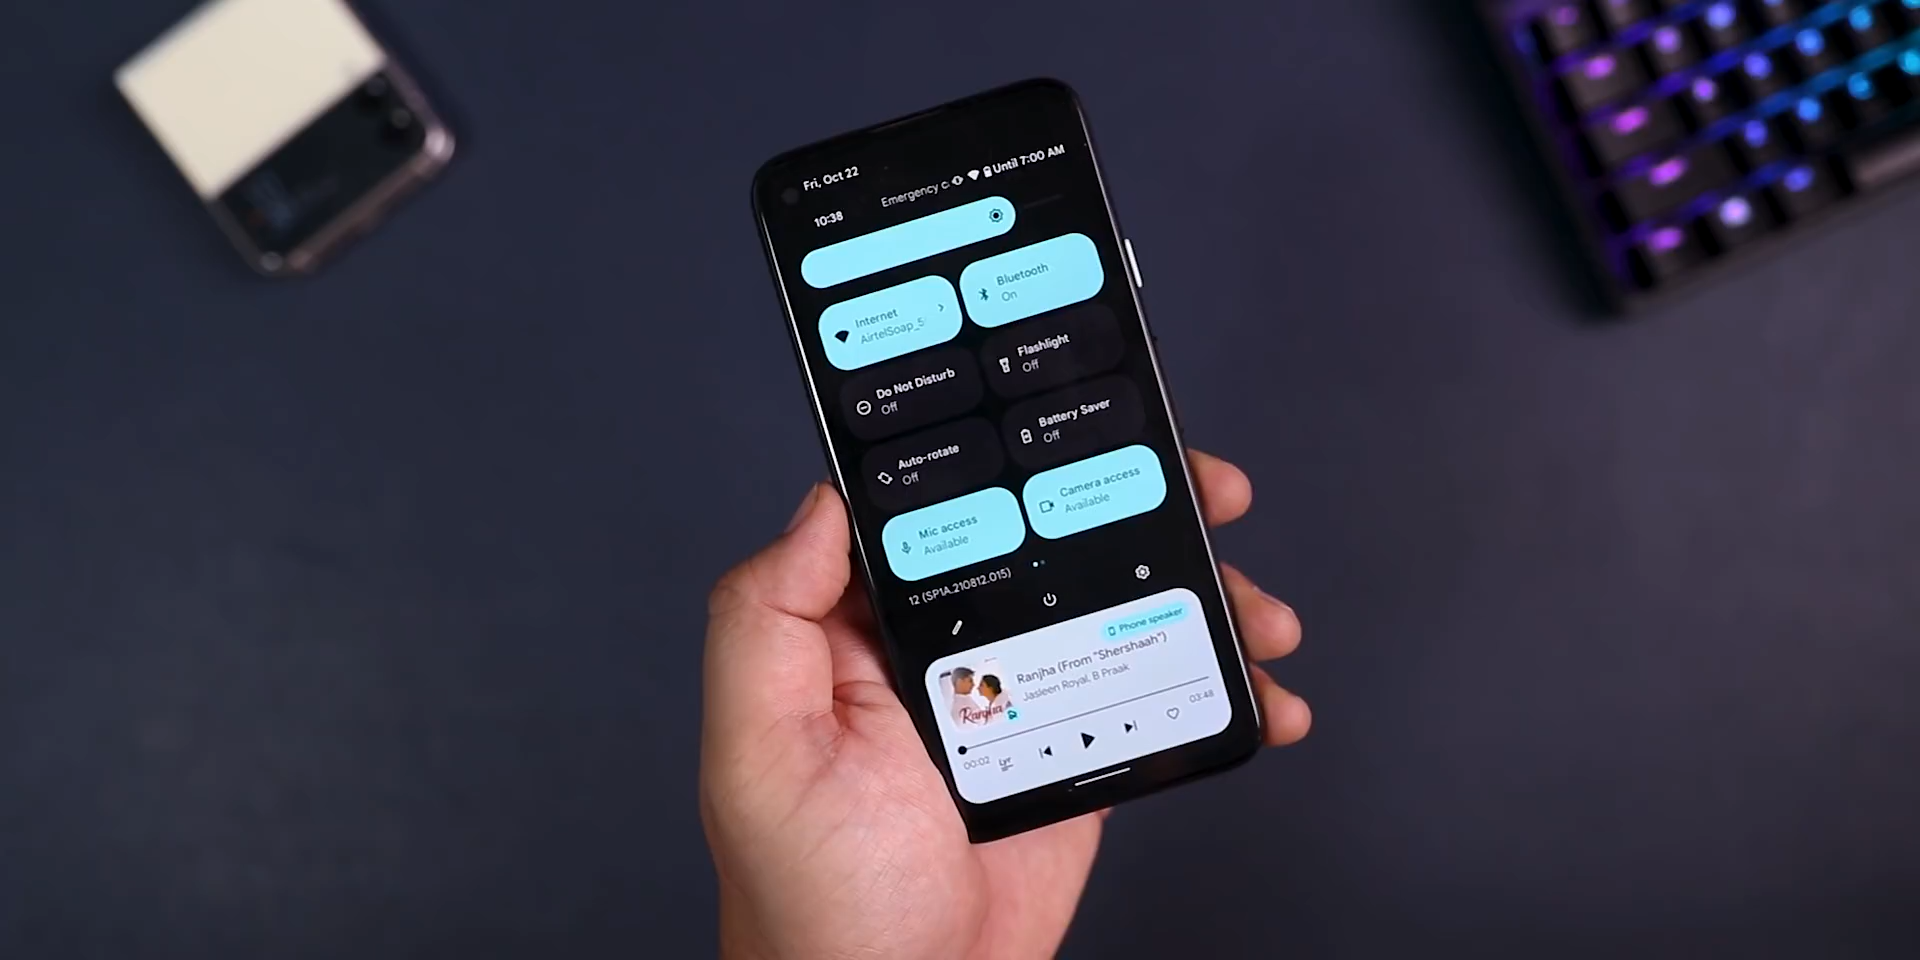 Fri, Oct 22
10:38
Emergency c
Until 7:00 AM
Internet
AirtelSoap_5
Bluetooth
On
Do Not Disturb
Off
Flashlight
Off
Auto-rotate
Off
Battery Saver
Off
Mic access
Available
Camera access
Available
12 (SP1A.210812.015)
Phone speaker
Ranjha (From "Shershaah")
Jasleen Royal, B Praak
Ranjha
00:02
Lyr
03:48